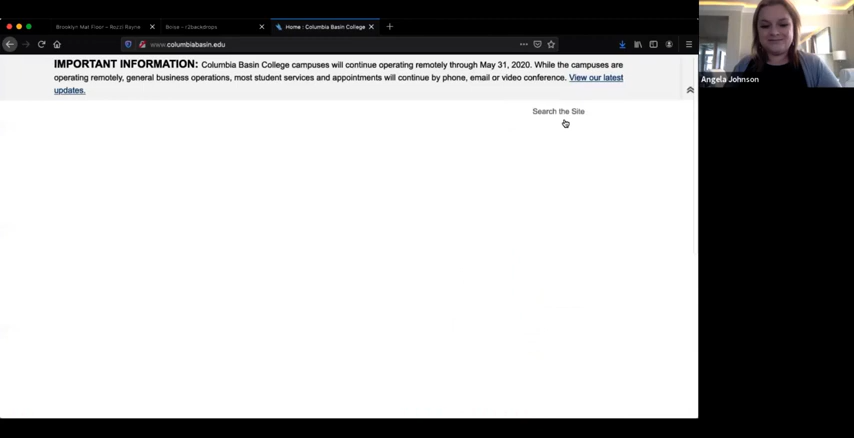 Brooklyn Mat Floor – Rozzi Rayne
Boise – r2backdrops
Home : Columbia Basin College
www.columbiabasin.edu
IMPORTANT INFORMATION: Columbia Basin College campuses will continue operating remotely through May 31, 2020. While the campuses are
operating remotely, general business operations, most student services and appointments will continue by phone, email or video conference. View our latest
updates.
Search the Site
Angela Johnson